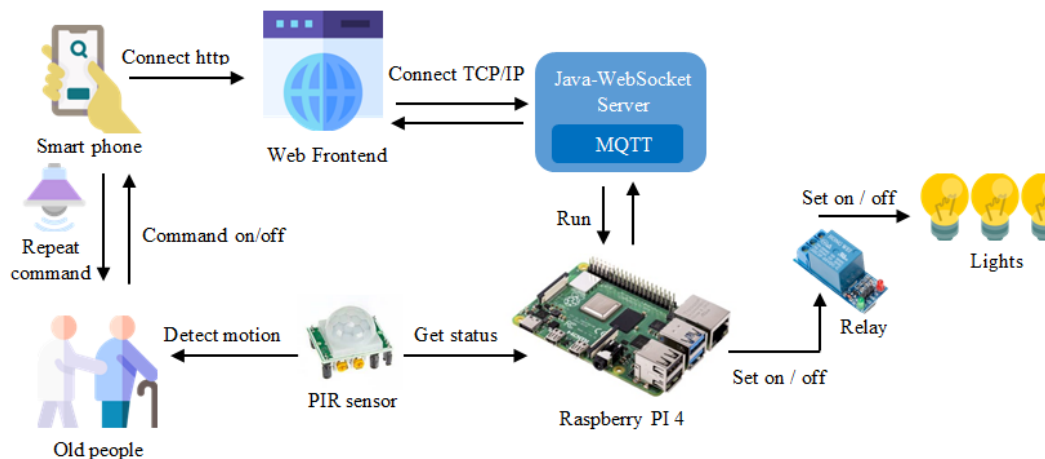 Connect http
Smart phone
Web Frontend
Connect TCP/IP
Java-WebSocket
Server
MQTT
Repeat
command
Command on/off
Run
Set on / off
Lights
Relay
Detect motion
Get status
PIR sensor
Set on / off
Raspberry PI 4
Old people